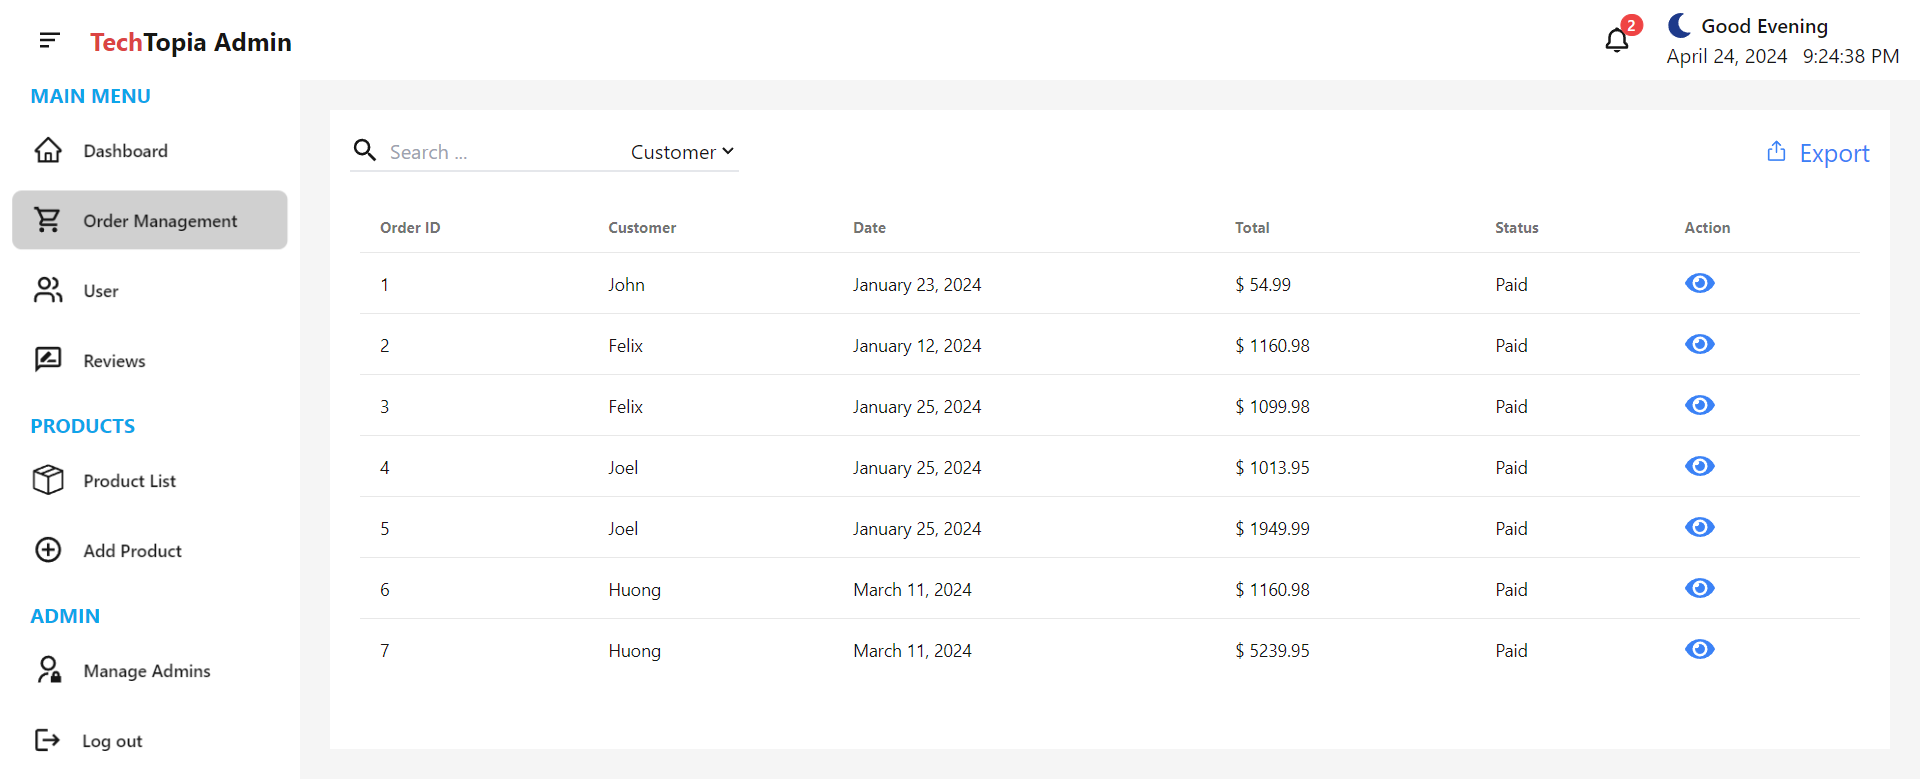 TechTopia Admin
2
Good Evening
April 24, 2024 9:24:38 PM
MAIN MENU
Dashboard
Order Management
User
Reviews
PRODUCTS
Product List
Add Product
ADMIN
Manage Admins
Log out
Search ... Customer
Export
Order ID Customer Date Total Status Action
1 John January 23, 2024 $ 54.99 Paid
2 Felix January 12, 2024 $ 1160.98 Paid
3 Felix January 25, 2024 $ 1099.98 Paid
4 Joel January 25, 2024 $ 1013.95 Paid
5 Joel January 25, 2024 $ 1949.99 Paid
6 Huong March 11, 2024 $ 1160.98 Paid
7 Huong March 11, 2024 $ 5239.95 Paid